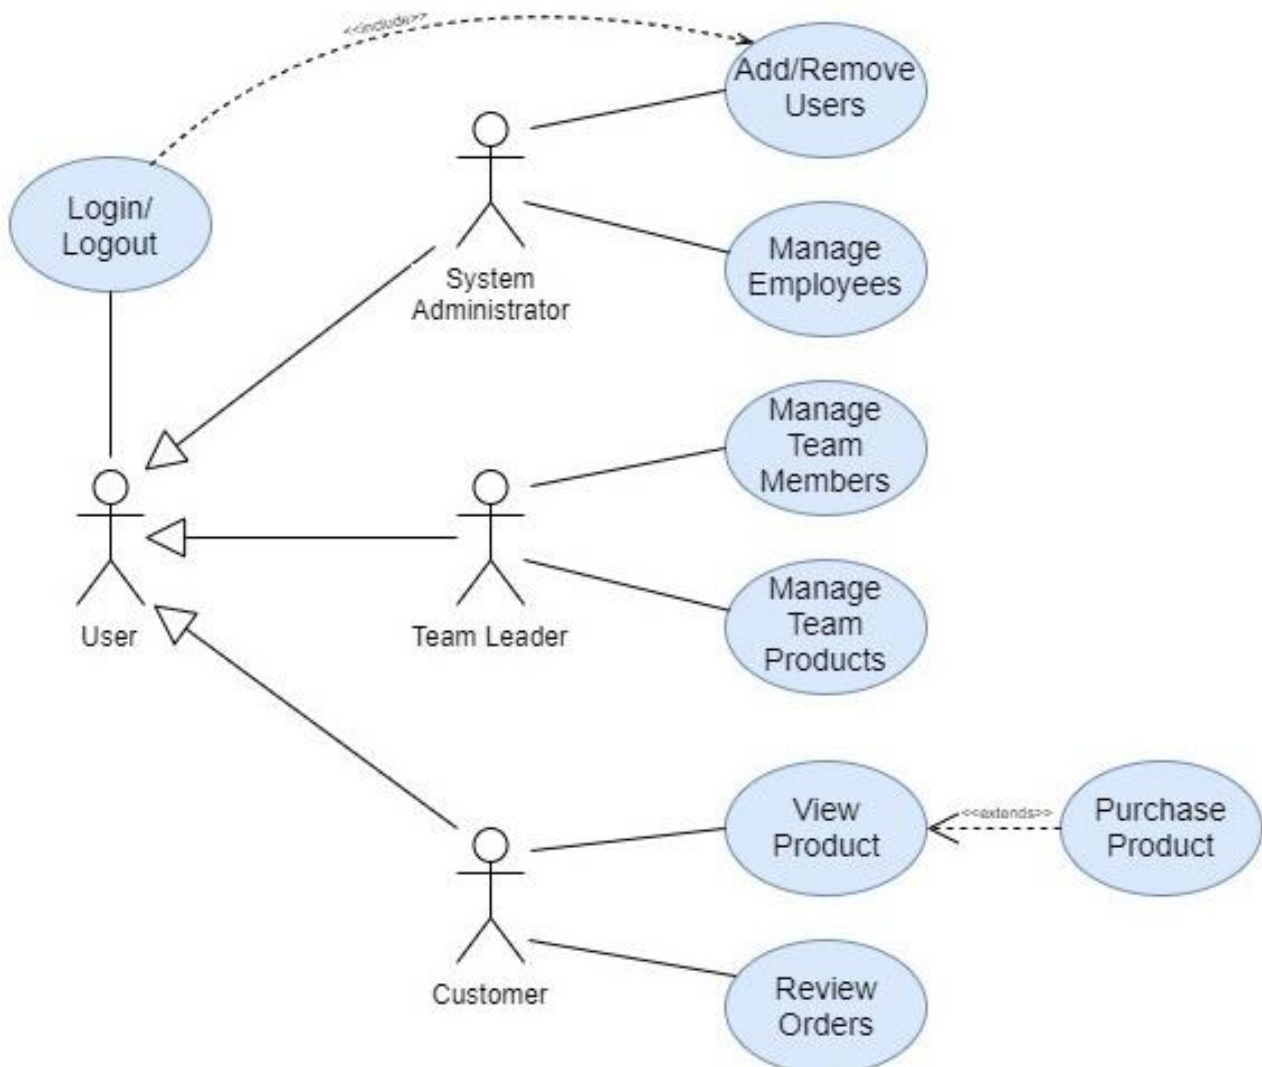 <<include>>
Add/Remove
Users
Login/
Logout
System
Administrator
Manage
Employees
Manage
Team
Members
User
Team Leader
Manage
Team
Products
View
Product
<<extends>>
Purchase
Product
Customer
Review
Orders